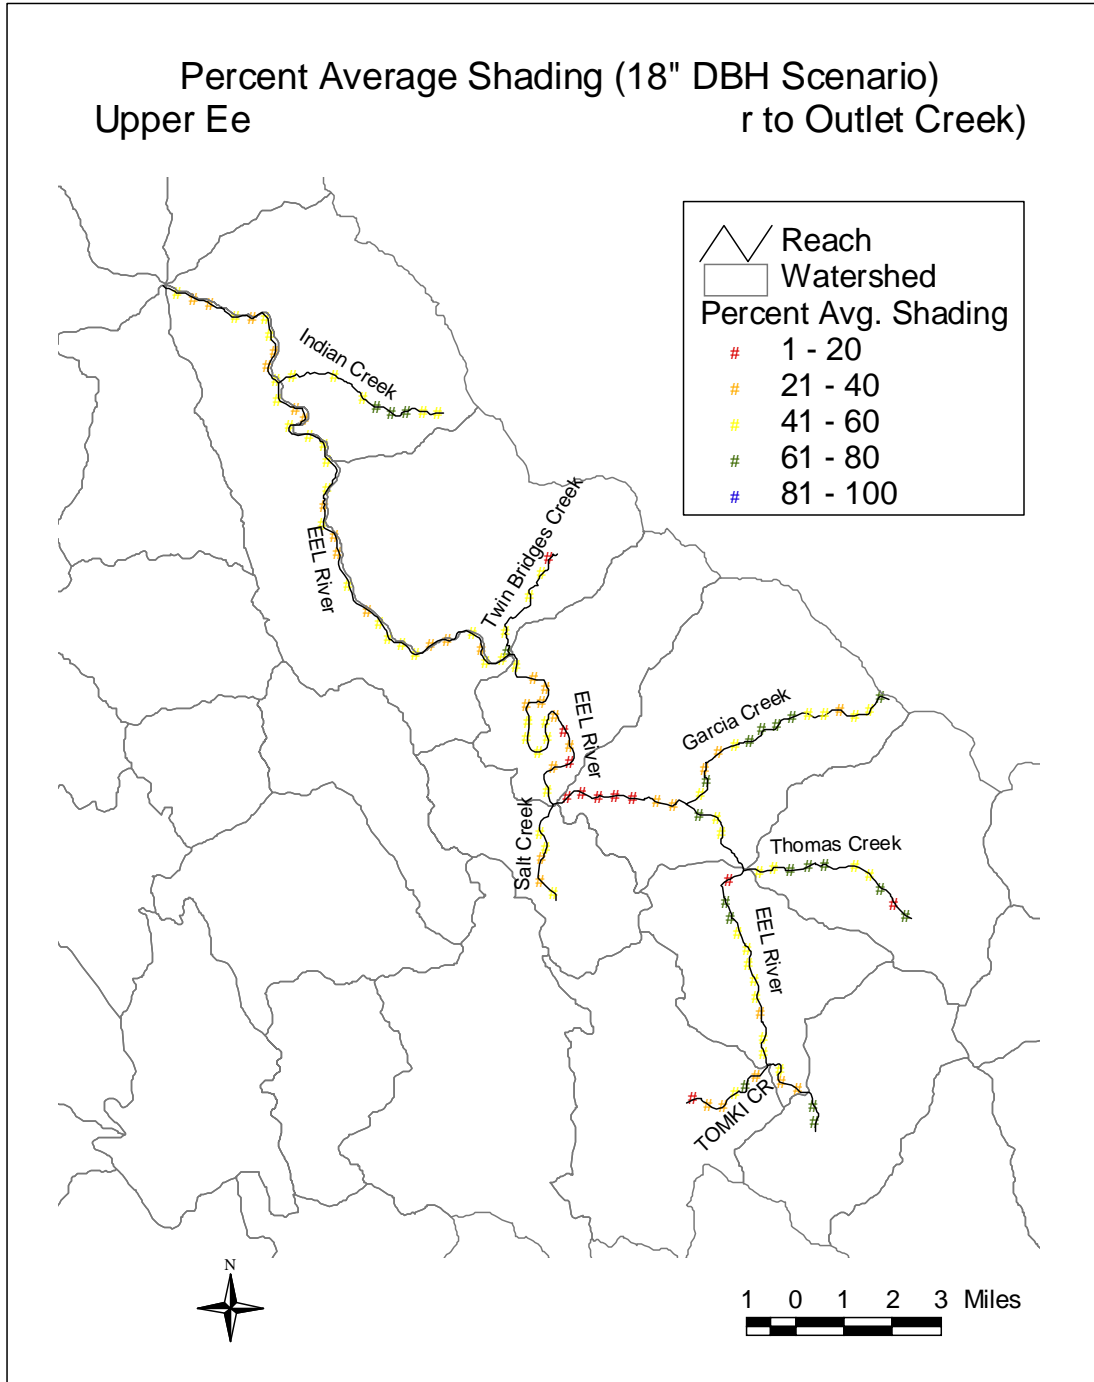 Percent Average Shading (18" DBH Scenario)
Upper Ee r to Outlet Creek)
Reach
Watershed
Percent Avg. Shading
# 1 - 20
# 21 - 40
# 41 - 60
# 61 - 80
# 81 - 100
Indian Creek
EEL River
Twin Bridges Creek
EEL River
Garcia Creek
Salt Creek
Thomas Creek
EEL River
TOMKI CR
N
1 0 1 2 3 Miles